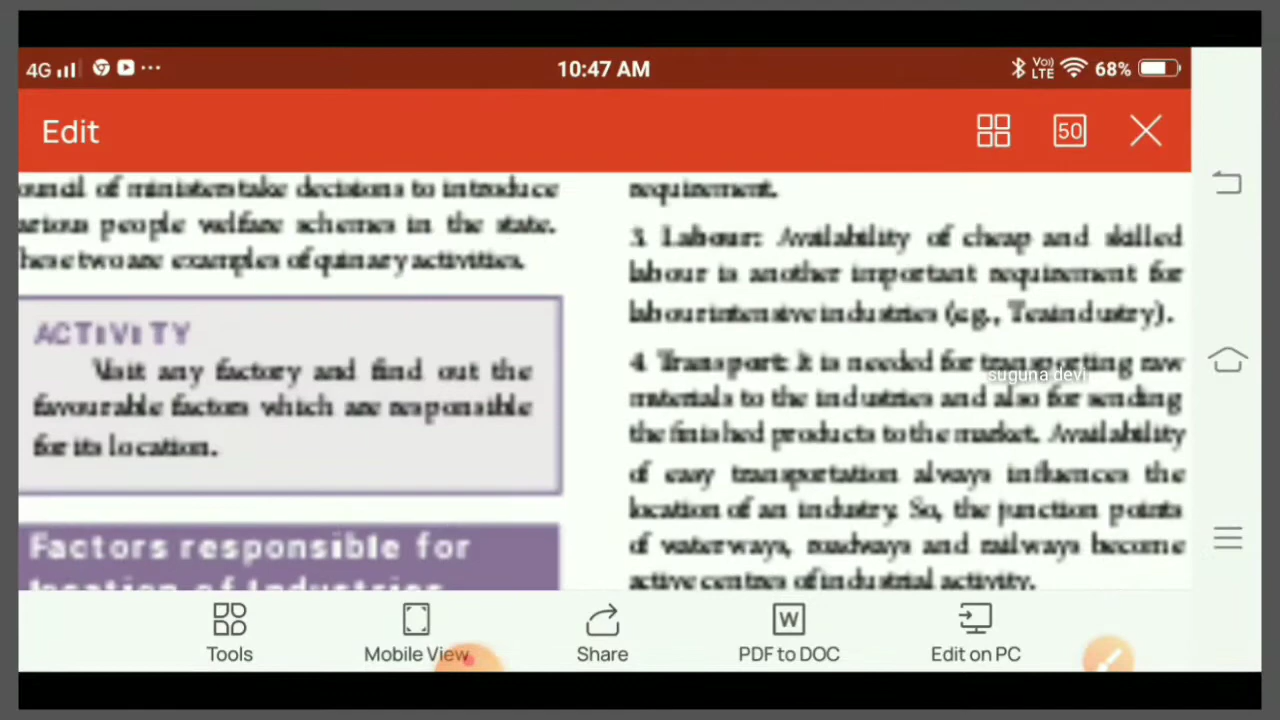 4G
10:47 AM
Vo)) LTE
68%
Edit
50
ouncil of ministers take decisions to introduce
arious people welfare schemes in the state.
hese two are examples of quinary activities.
ACTIVITY
Visit any factory and find out the
favourable factors which are responsible
for its location.
Factors responsible for
location of Industries
requirement.
3. Labour: Availability of cheap and skilled
labour is another important requirement for
labour intensive industries (e.g., Tea industry).
4. Transport: It is needed for transporting raw
suguna devi
materials to the industries and also for sending
the finished products to the market. Availability
of easy transportation always influences the
location of an industry. So, the junction points
of waterways, roadways and railways become
active centres of industrial activity.
Tools
Mobile View
Share
W
PDF to DOC
Edit on PC